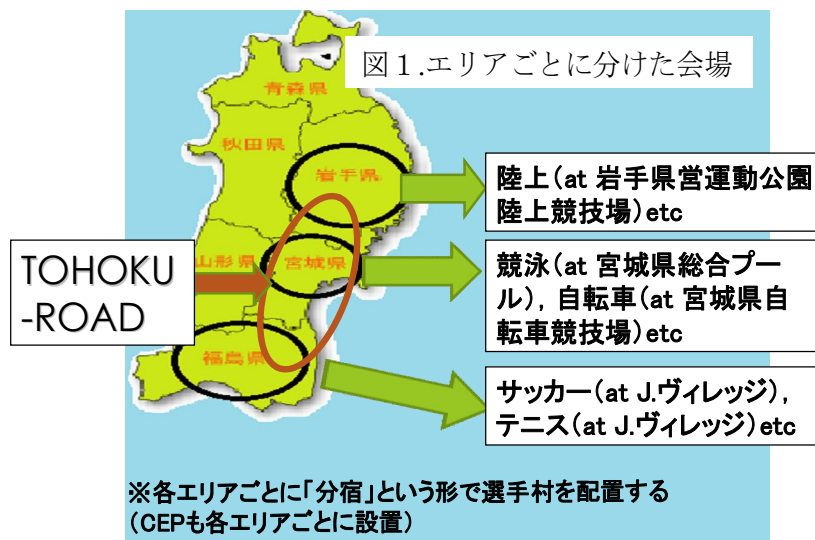 図１.エリアごとに分けた会場
青森県
秋田県
岩手県
陸上(at 岩手県営運動公園
陸上競技場)etc
TOHOKU
-ROAD
山形県
宮城県
競泳(at 宮城県総合プー
ル), 自転車(at 宮城県自
転車競技場)etc
福島県
サッカー(at J.ヴィレッジ),
テニス(at J.ヴィレッジ)etc
※各エリアごとに「分宿」という形で選手村を配置する
(CEPも各エリアごとに設置)